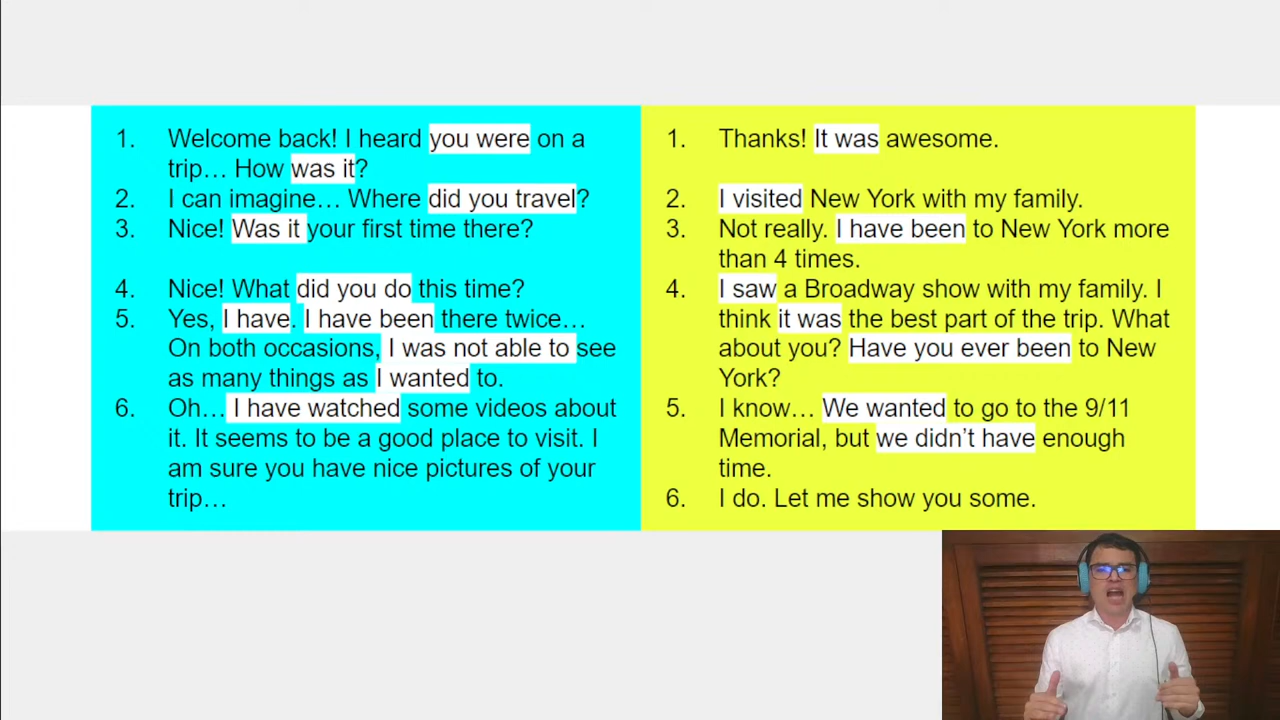 1. Welcome back! I heard you were on a
trip… How was it?
2. I can imagine… Where did you travel?
3. Nice! Was it your first time there?
4. Nice! What did you do this time?
5. Yes, I have. I have been there twice…
On both occasions, I was not able to see
as many things as I wanted to.
6. Oh… I have watched some videos about
it. It seems to be a good place to visit. I
am sure you have nice pictures of your
trip…
1. Thanks! It was awesome.
2. I visited New York with my family.
3. Not really. I have been to New York more
than 4 times.
4. I saw a Broadway show with my family. I
think it was the best part of the trip. What
about you? Have you ever been to New
York?
5. I know… We wanted to go to the 9/11
Memorial, but we didn’t have enough
time.
6. I do. Let me show you some.